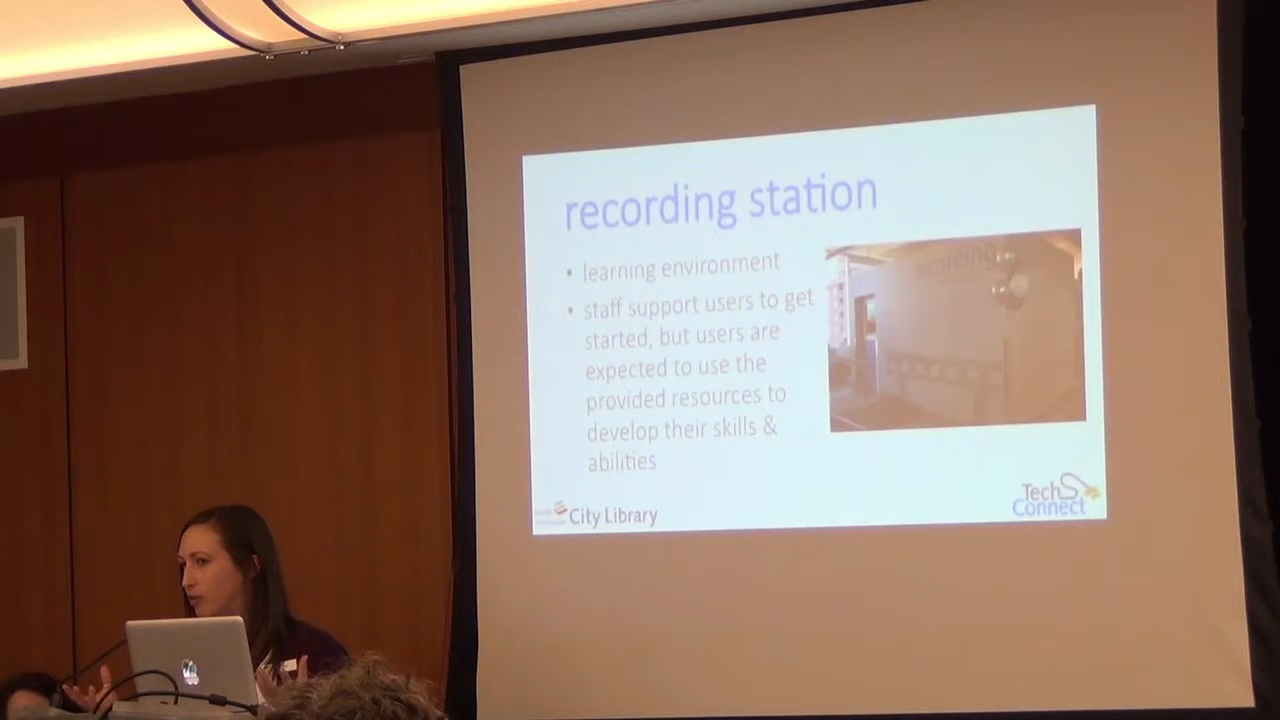 recording station
• learning environment
• staff support users to get
started, but users are
expected to use the
provided resources to
develop their skills &
abilities
recording
City Library
Tech
Connect